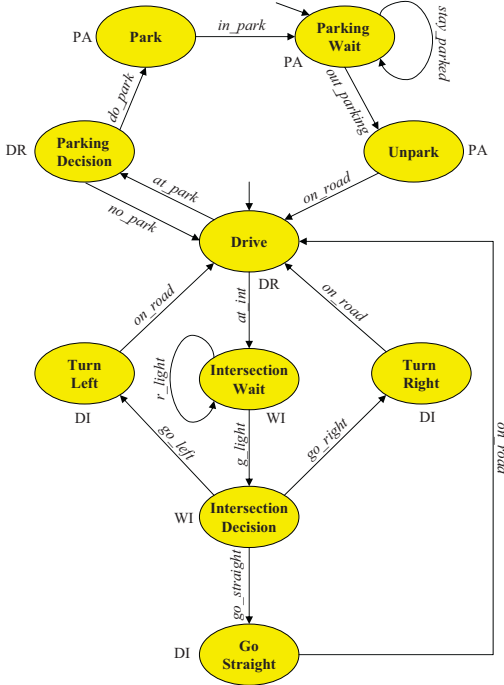 PA
Park
in_park
Parking
Wait
PA
stay_parked
do_park
out_parking
DR
Parking
Decision
Unpark
PA
at_park
no_park
on_road
Drive
DR
on_road
at_int
on_road
Turn
Left
DI
r_light
Intersection
Wait
WI
Turn
Right
DI
on_road
go_left
g_light
go_right
WI
Intersection
Decision
go_straight
DI
Go
Straight